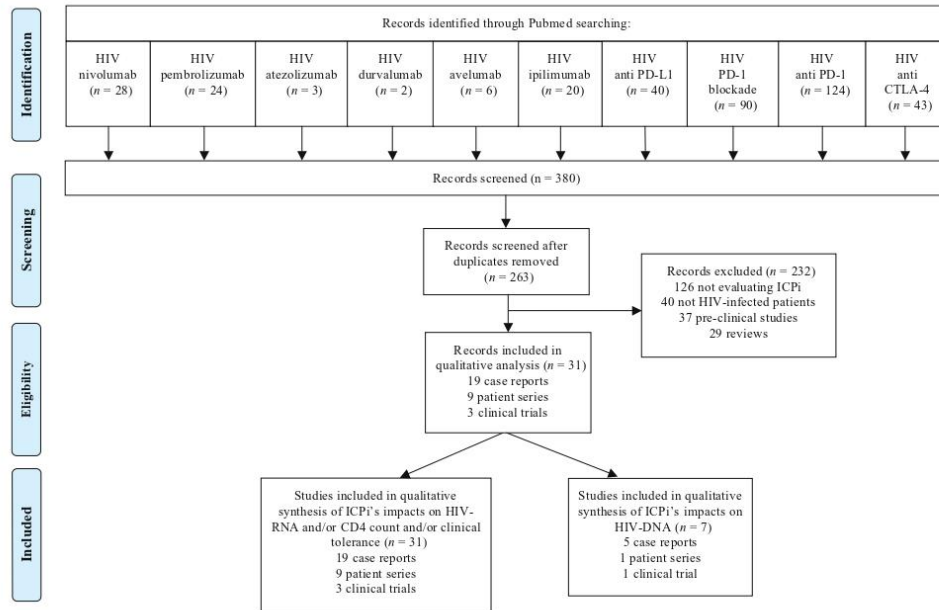 Identification
Records identified through Pubmed searching:
HIV
nivolumab
(n = 28)
HIV
pembrolizumab
(n = 24)
HIV
atezolizumab
(n = 3)
HIV
durvalumab
(n = 2)
HIV
avelumab
(n = 6)
HIV
ipilimumab
(n = 20)
HIV
anti PD-L1
(n = 40)
HIV
PD-1
blockade
(n = 90)
HIV
anti PD-1
(n = 124)
HIV
anti
CTLA-4
(n = 43)
Screening
Records screened (n = 380)
Records screened after
duplicates removed
(n = 263)
Records excluded (n = 232)
126 not evaluating ICPi
40 not HIV-infected patients
37 pre-clinical studies
29 reviews
Eligibility
Records included in
qualitative analysis (n = 31)
19 case reports
9 patient series
3 clinical trials
Included
Studies included in qualitative
synthesis of ICPi's impacts on HIV-
RNA and/or CD4 count and/or clinical
tolerance (n = 31)
19 case reports
9 patient series
3 clinical trials
Studies included in qualitative
synthesis of ICPi's impacts on
HIV-DNA (n = 7)
5 case reports
1 patient series
1 clinical trial